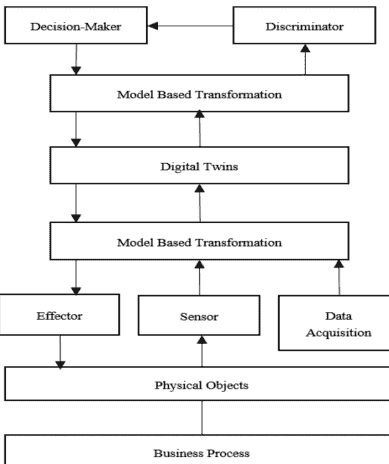 Decision-Maker
Discriminator
Model Based Transformation
Digital Twins
Model Based Transformation
Effector
Sensor
Data
Acquisition
Physical Objects
Business Process